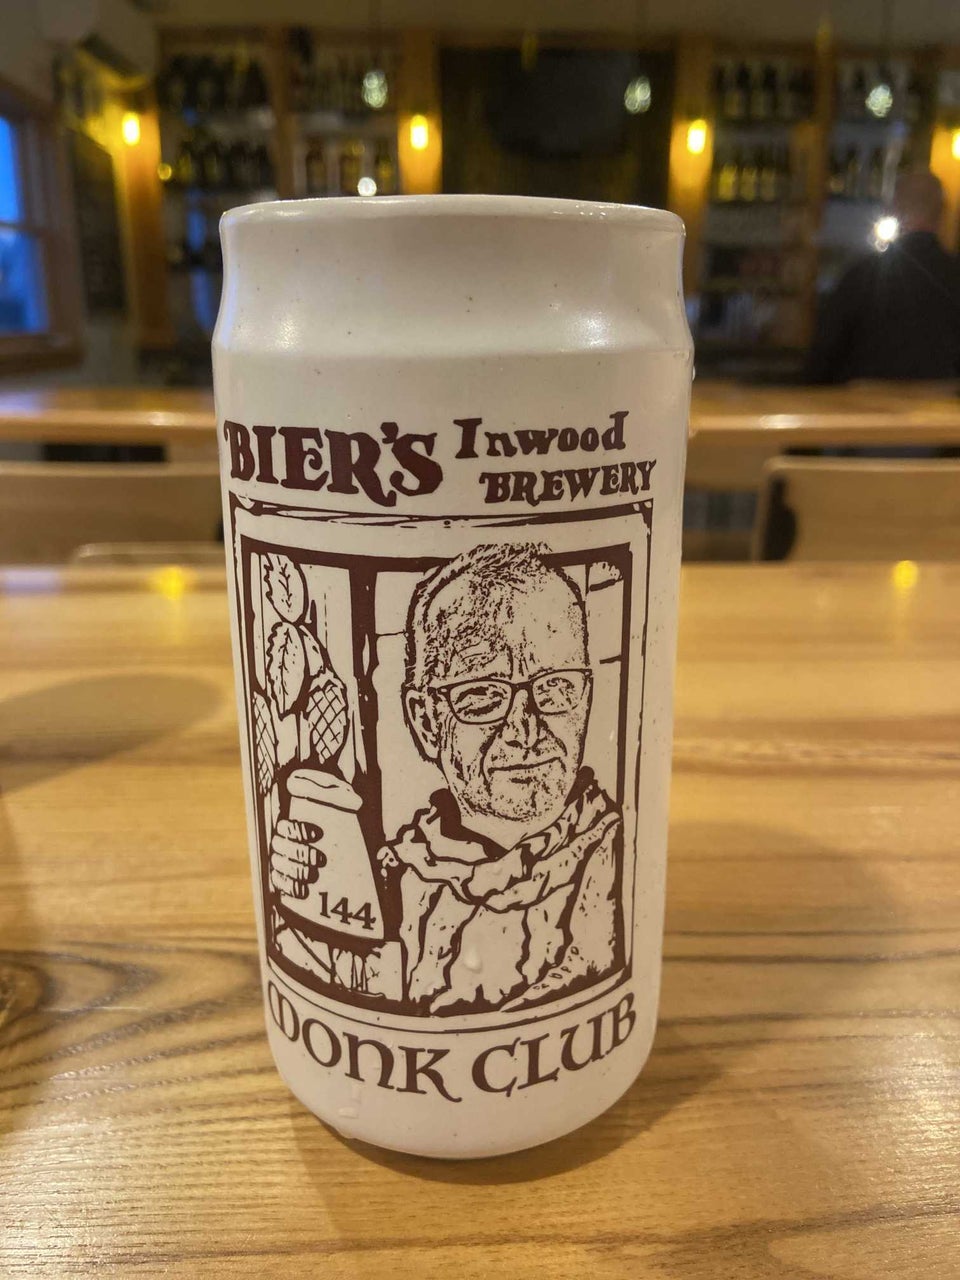 BIER'S Inwood
BREWERY
144
MONK CLUB